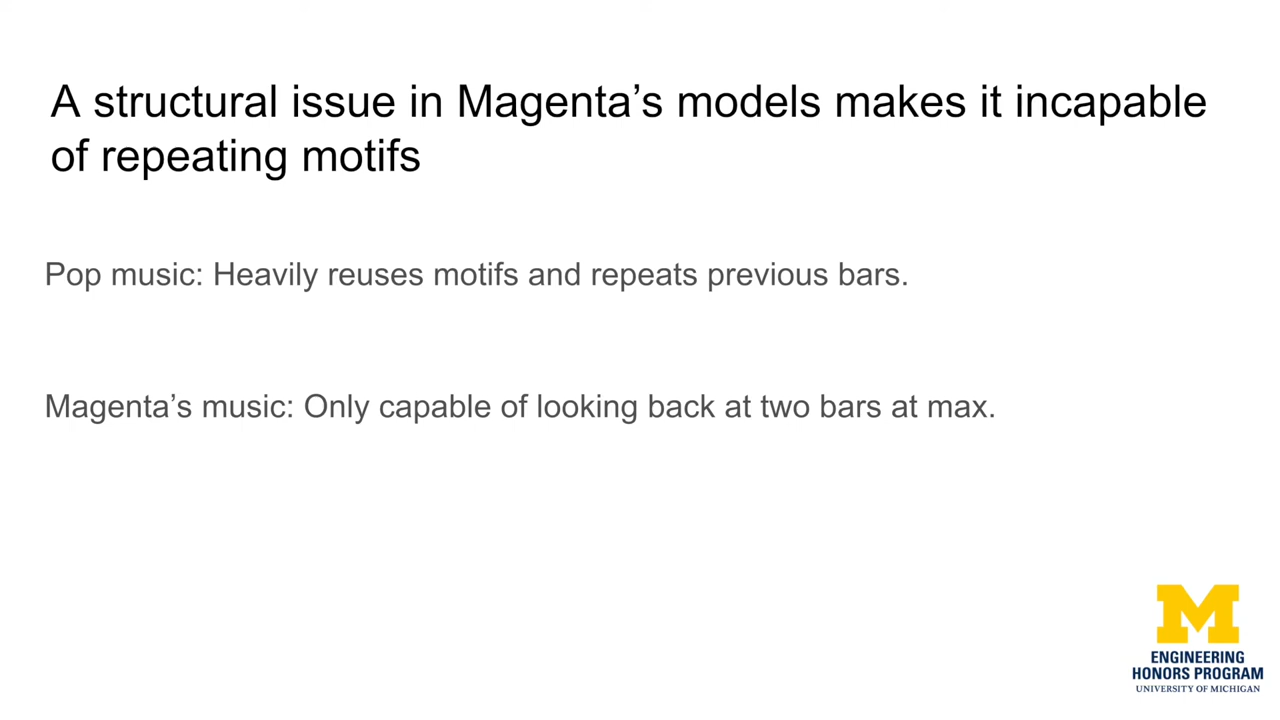 A structural issue in Magenta’s models makes it incapable
of repeating motifs
Pop music: Heavily reuses motifs and repeats previous bars.
Magenta’s music: Only capable of looking back at two bars at max.
M
ENGINEERING
HONORS PROGRAM
UNIVERSITY OF MICHIGAN